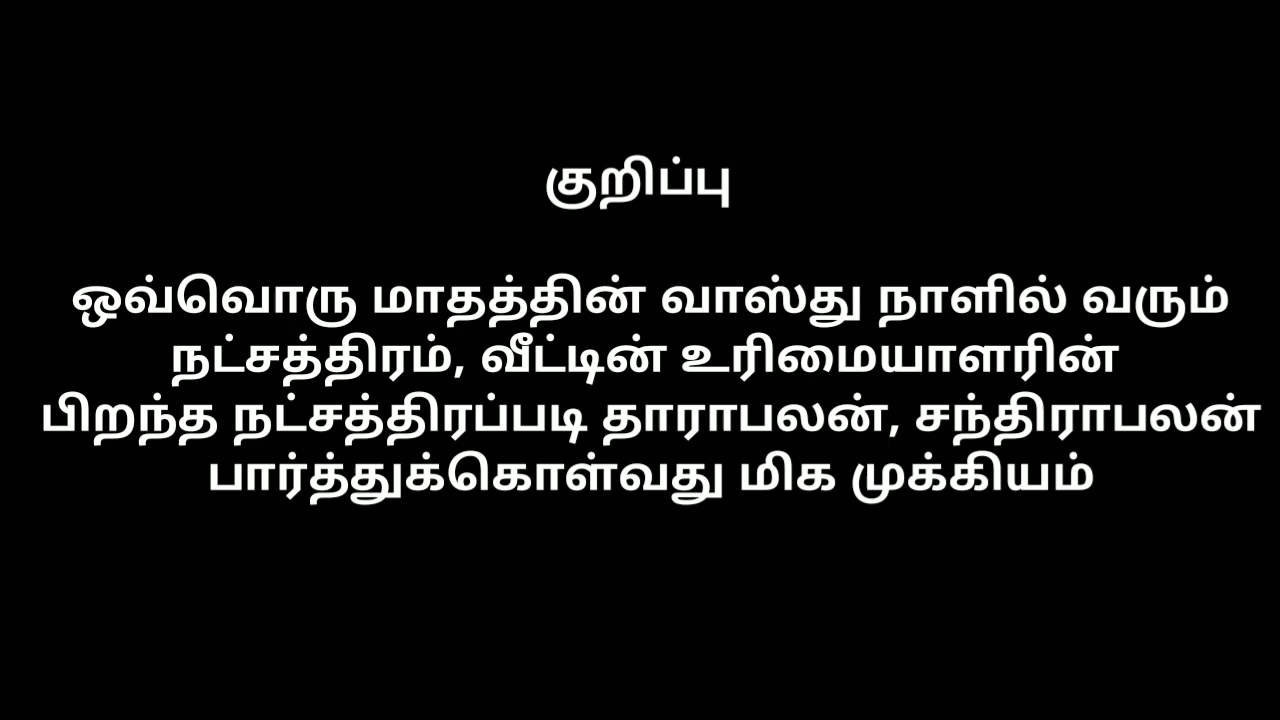 குறிப்பு
ஒவ்வொரு மாதத்தின் வாஸ்து நாளில் வரும்
நட்சத்திரம், வீட்டின் உரிமையாளரின்
பிறந்த நட்சத்திரப்படி தாராபலன், சந்திராபலன்
பார்த்துக்கொள்வது மிக முக்கியம்